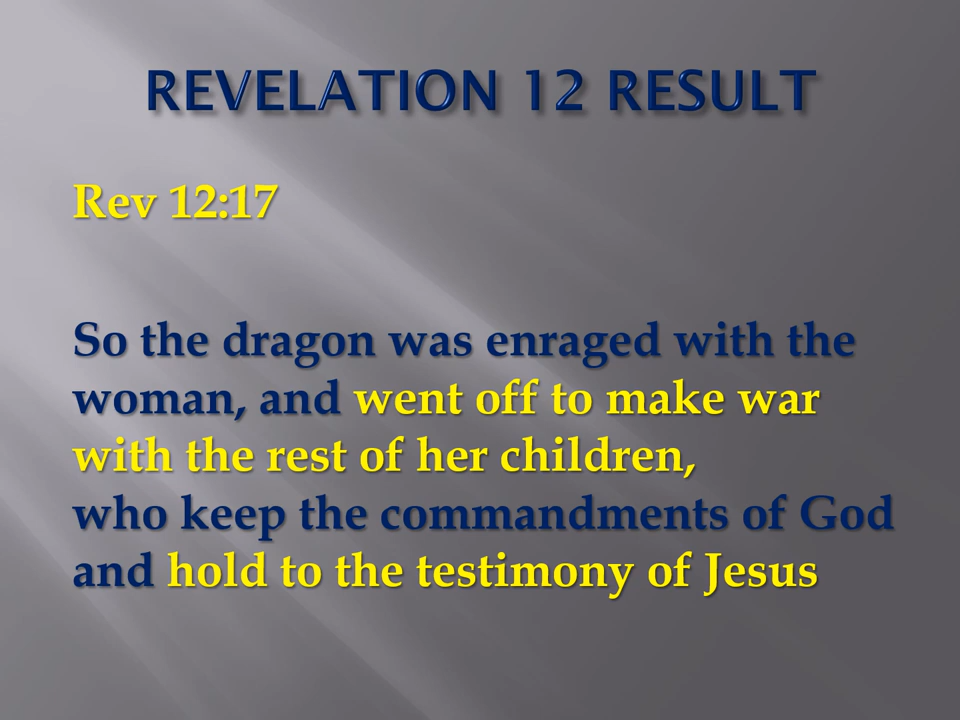 REVELATION 12 RESULT
Rev 12:17
So the dragon was enraged with the
woman, and went off to make war
with the rest of her children,
who keep the commandments of God
and hold to the testimony of Jesus